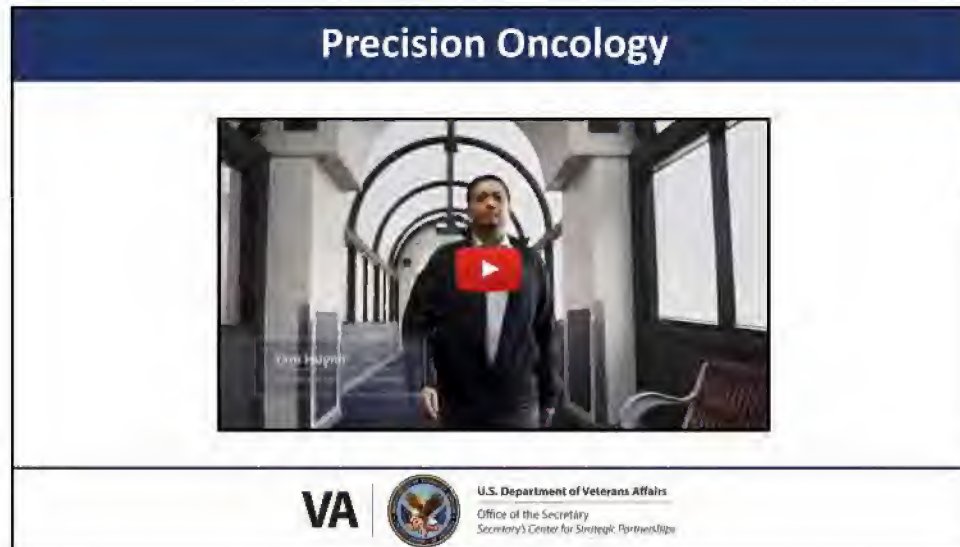 Precision Oncology
VA
U.S. Department of Veterans Affairs
Office of the Secretary
Secretary's Center for Strategic Partnerships